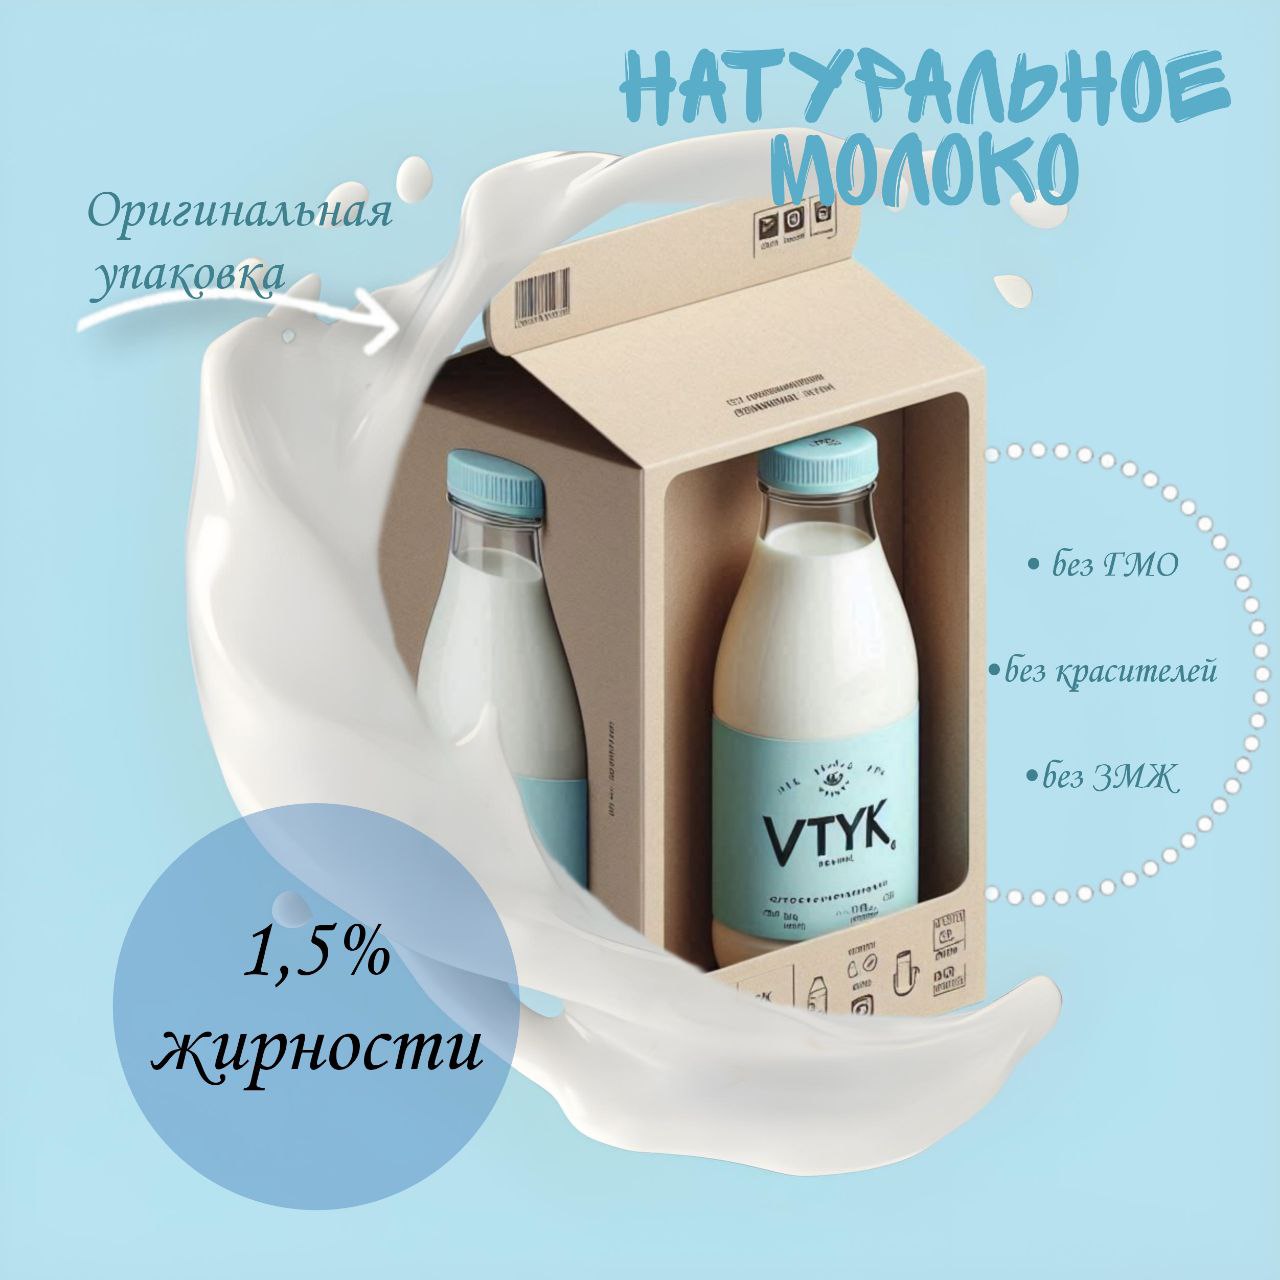 НАТУРАЛЬНОЕ
МОЛОКО
Оригинальная
упаковка
• без ГМО
•без красителей
•без ЗМЖ
VTYK
1,5%
жирности